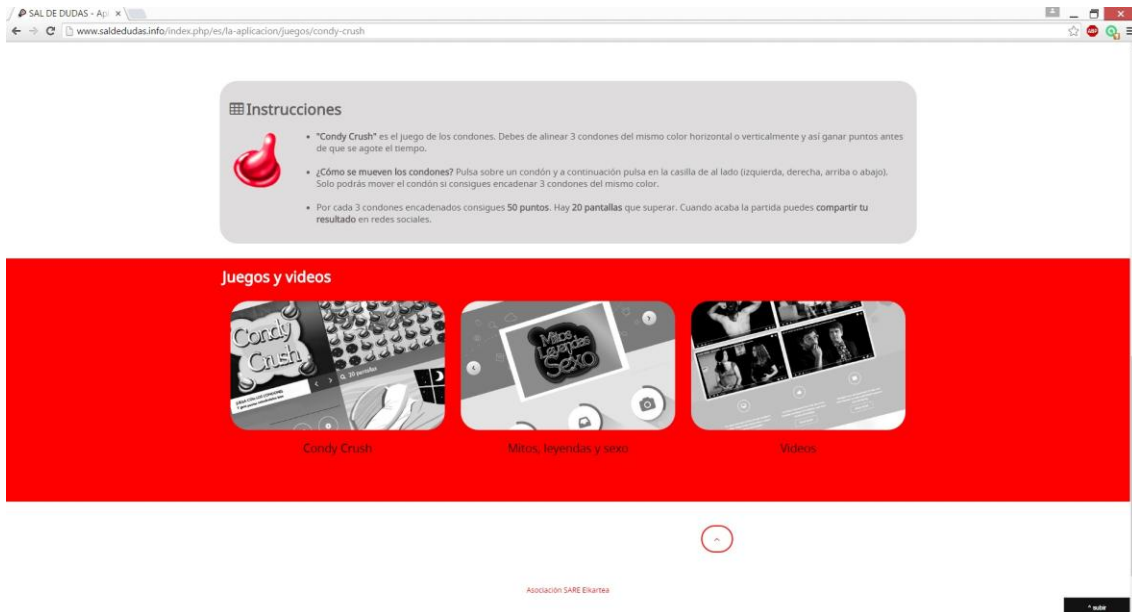 SAL DE DUDAS - Apl
www.saldedudas.info/index.php/es/la-aplicacion/juegos/condy-crush
ABP
Instrucciones
"Condy Crush" es el juego de los condones. Debes de alinear 3 condones del mismo color horizontal o verticalmente y así ganar puntos antes
de que se agote el tiempo.
¿Cómo se mueven los condones? Pulsa sobre un condón y a continuación pulsa en la casilla de al lado (izquierda, derecha, arriba o abajo).
Solo podrás mover el condón si consigues encadenar 3 condones del mismo color.
Por cada 3 condones encadenados consigues 50 puntos. Hay 20 pantallas que superar. Cuando acaba la partida puedes compartir tu
resultado en redes sociales.
Juegos y videos
Condy
Crush
20 pantallas
Mitos
Leyendas
Sexo
Condy Crush
Mitos, leyendas y sexo
Videos
Asociación SARE Elkartea
^ subir